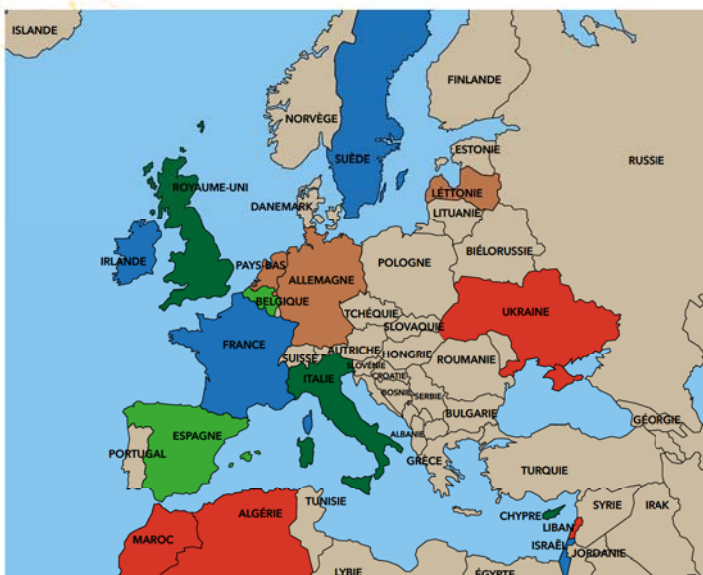 ISLANDE
FINLANDE
NORVÈGE
ESTONIE
SUÈDE
RUSSIE
ROYAUME-UNI
LETTONIE
DANEMARK
LITUANIE
BIÉLORUSSIE
IRLANDE
PAYS-BAS
POLOGNE
ALLEMAGNE
BELGIQUE
TCHÉQUIE
UKRAINE
SLOVAQUIE
FRANCE
AUTRICHE
HONGRIE
SUISSE
ROUMANIE
SLOVÉNIE
ITALIE
CROATIE
BOSNIE
SERBIE
BULGARIE
GÉORGIE
ESPAGNE
ALBANIE
PORTUGAL
GRÈCE
TURQUIE
TUNISIE
SYRIE
IRAK
ALGÉRIE
CHYPRE
LIBAN
MAROC
ISRAËL
JORDANIE
LYBIE
ÉGYPTE